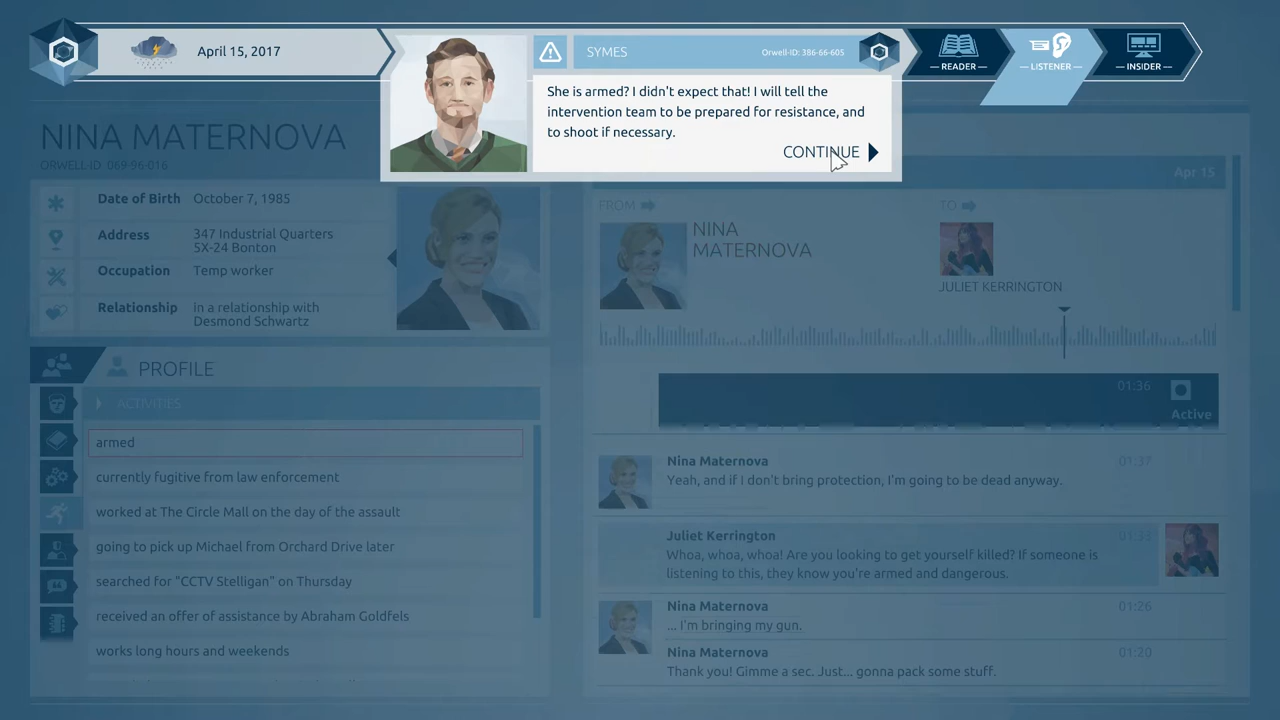 April 15, 2017
SYMES
Orwell-ID: 386-66-605
She is armed? I didn't expect that! I will tell the
intervention team to be prepared for resistance, and
to shoot if necessary.
CONTINUE
— READER —
— LISTENER —
— INSIDER —
NINA MATERNOVA
ORWELL-ID 069-96-016
Date of Birth October 7, 1985
Address 347 Industrial Quarters
5X-24 Bonton
Occupation Temp worker
Relationship in a relationship with
Desmond Schwartz
PROFILE
ACTIVITIES
armed
currently fugitive from law enforcement
worked at The Circle Mall on the day of the assault
going to pick up Michael from Orchard Drive later
searched for "CCTV Stelligan" on Thursday
received an offer of assistance by Abraham Goldfels
works long hours and weekends
Apr 15
FROM
TO
NINA
MATERNOVA
JULIET KERRINGTON
01:36
Active
Nina Maternova 01:37
Yeah, and if I don't bring protection, I'm going to be dead anyway.
Juliet Kerrington
Whoa, whoa, whoa! Are you looking to get yourself killed? If someone is
listening to this, they know you're armed and dangerous.
Nina Maternova 01:26
... I'm bringing my gun.
Nina Maternova 01:20
Thank you! Gimme a sec. Just... gonna pack some stuff.